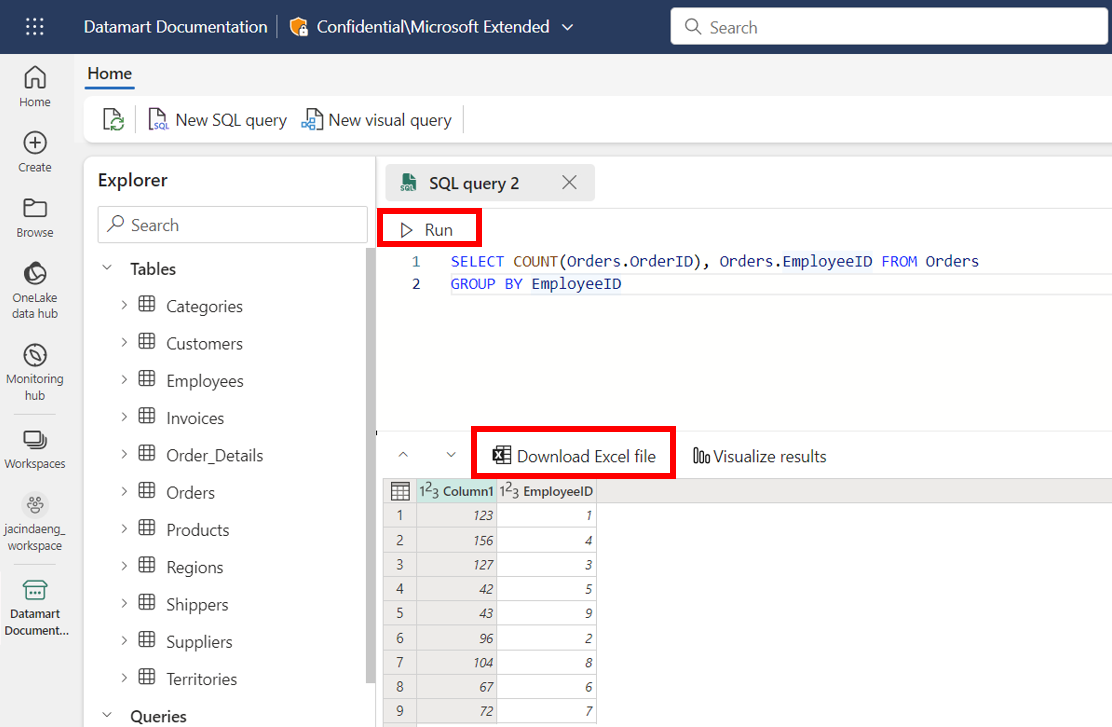 Datamart Documentation
Confidential\Microsoft Extended
Search
Home
Create
Browse
OneLake
data hub
Monitoring
hub
Workspaces
jacindaeng_
workspace
Datamart
Document...
Home
New SQL query
New visual query
Explorer
Search
Tables
Categories
Customers
Employees
Invoices
Order_Details
Orders
Products
Regions
Shippers
Suppliers
Territories
Queries
SQL query 2
Run
1 SELECT COUNT(Orders.OrderID), Orders.EmployeeID FROM Orders
2 GROUP BY EmployeeID
Download Excel file
Visualize results
123 Column1 123 EmployeeID
1 123 1
2 156 4
3 127 3
4 42 5
5 43 9
6 96 2
7 104 8
8 67 6
9 72 7